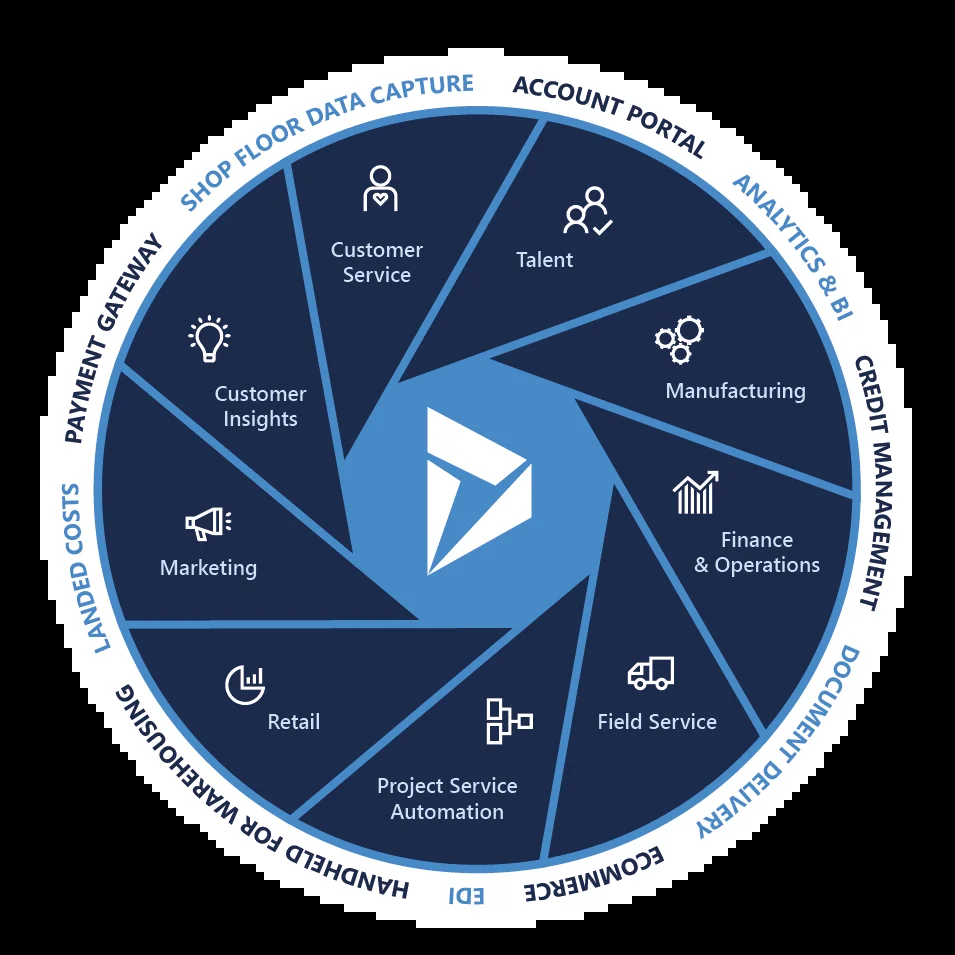 SHOP FLOOR DATA CAPTURE
ACCOUNT PORTAL
ANALYTICS & BI
CREDIT MANAGEMENT
DOCUMENT DELIVERY
ECOMMERCE
EDI
HANDHELD FOR WAREHOUSING
LANDED COSTS
PAYMENT GATEWAY
Customer
Service
Talent
Manufacturing
Finance
& Operations
Field Service
Project Service
Automation
Retail
Marketing
Customer
Insights